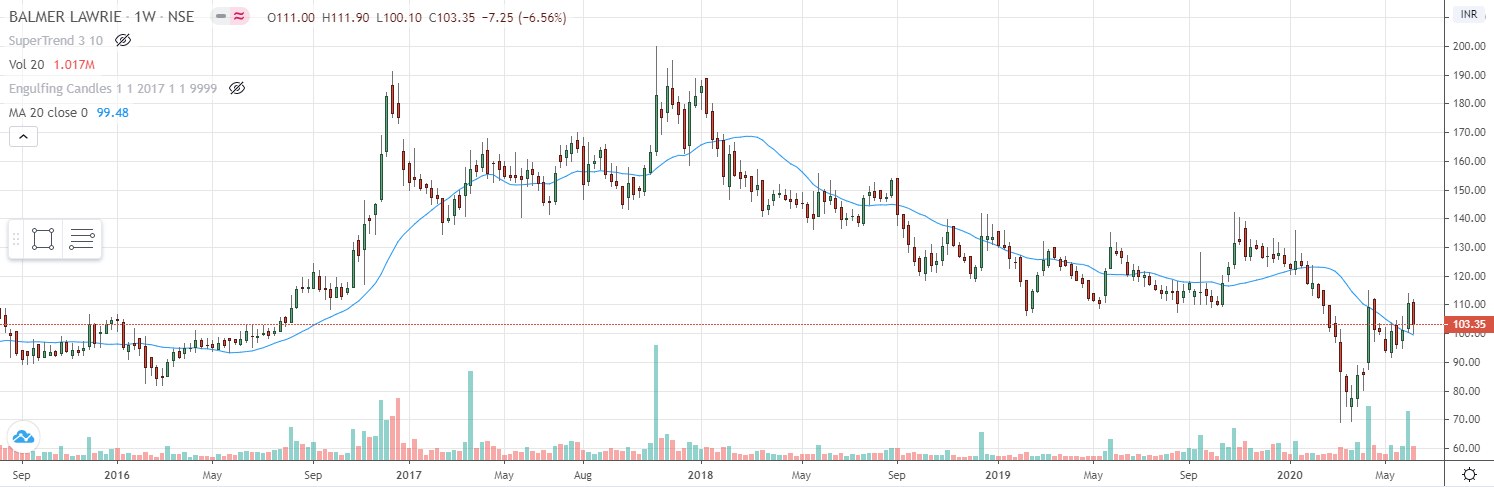 BALMER LAWRIE · 1W · NSE O111.00 H111.90 L100.10 C103.35 −7.25 (−6.56%) INR
SuperTrend 3 10
Vol 20 1.017M
Engulfing Candles 1 1 2017 1 1 9999
MA 20 close 0 99.48
200.00
190.00
180.00
170.00
160.00
150.00
140.00
130.00
120.00
110.00
103.35
100.00
90.00
80.00
70.00
60.00
Sep 2016 May Sep 2017 May Aug 2018 May Sep 2019 May Sep 2020 May